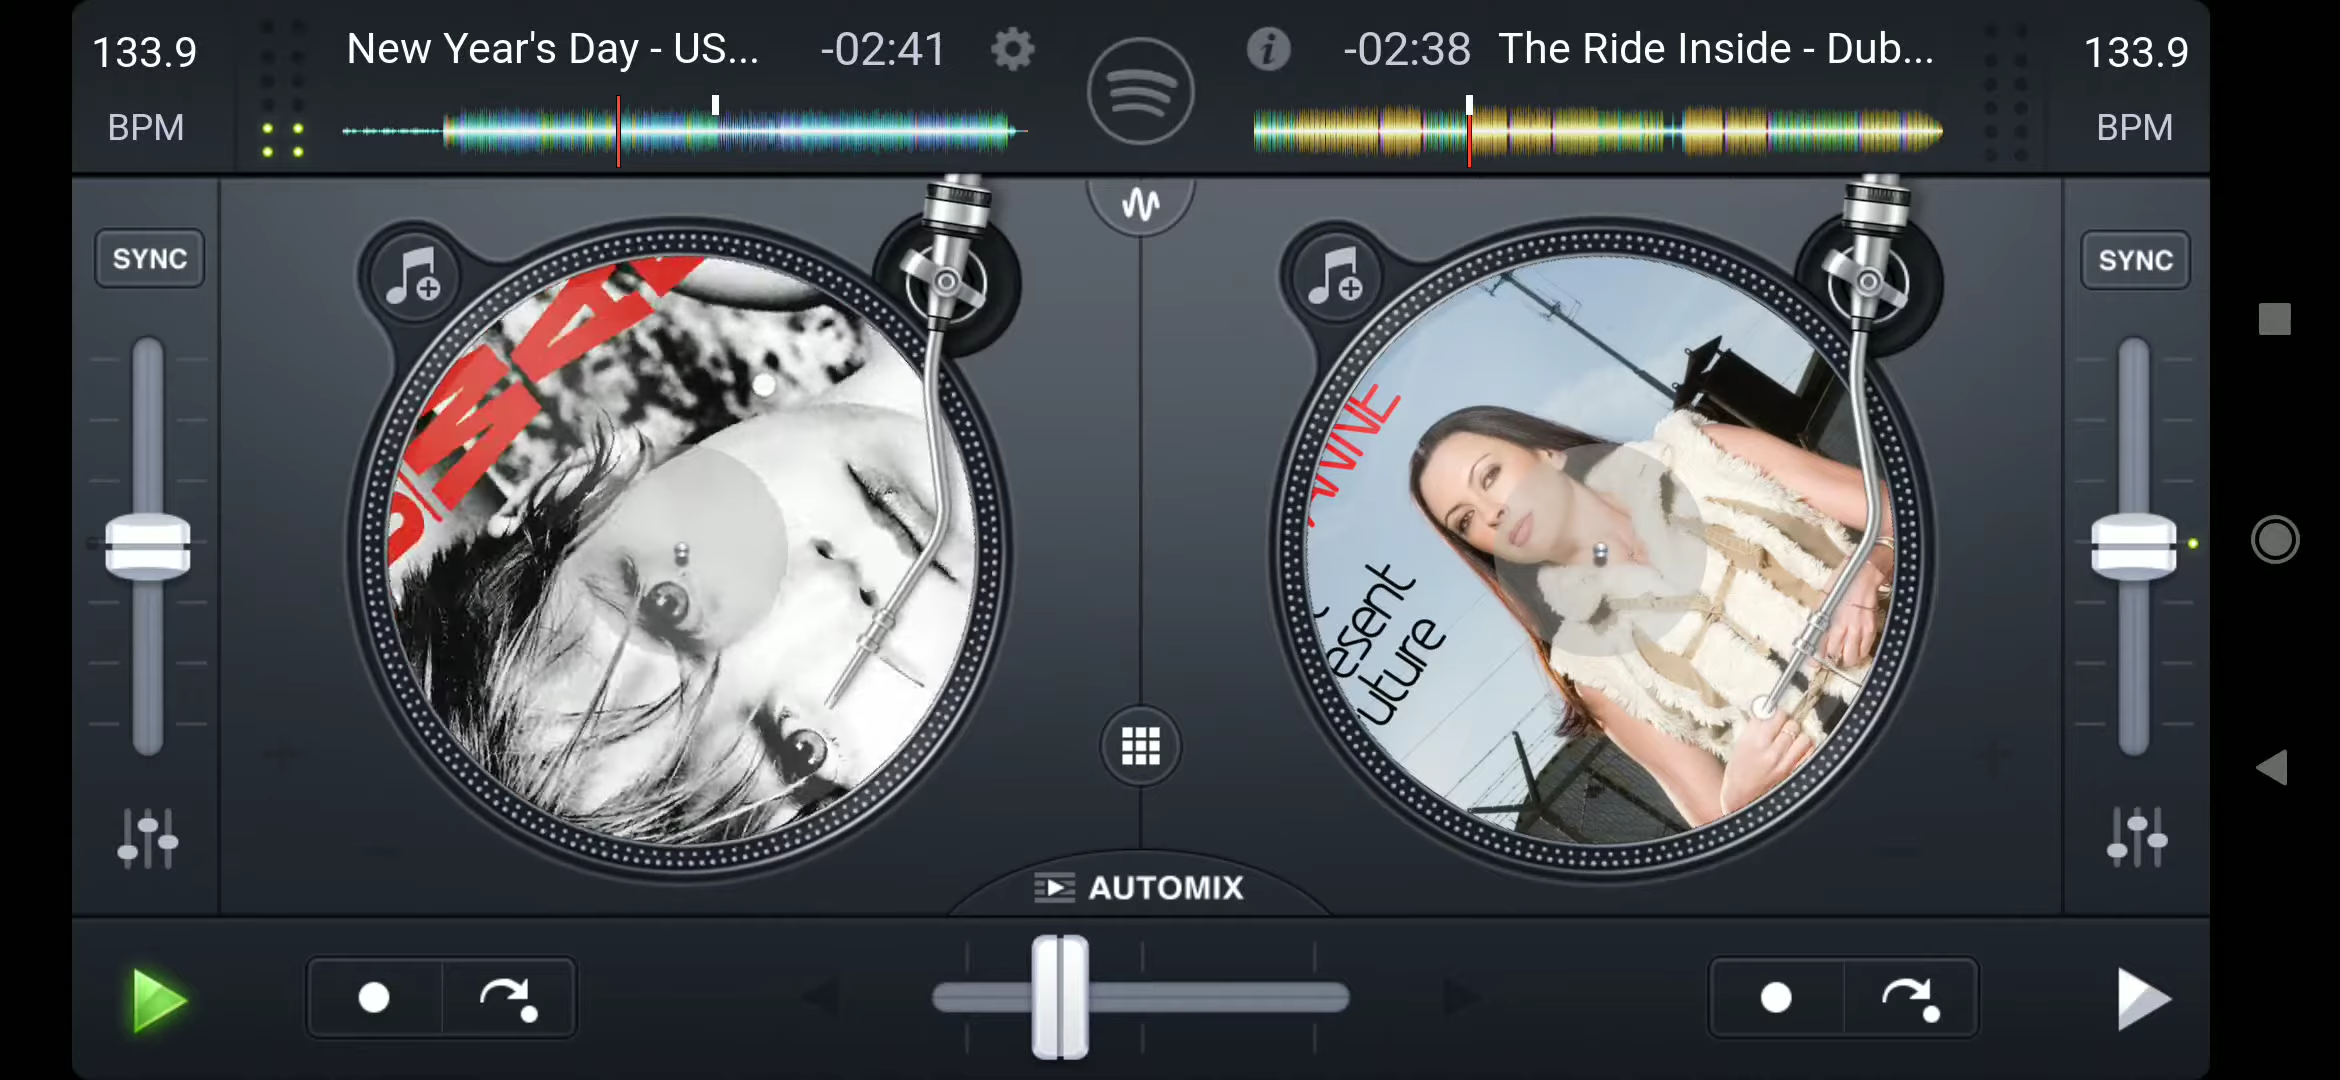 133.9
BPM
New Year's Day - US...
-02:41
-02:38
The Ride Inside - Dub...
133.9
BPM
SYNC
SYNC
esent
uture
AUTOMIX